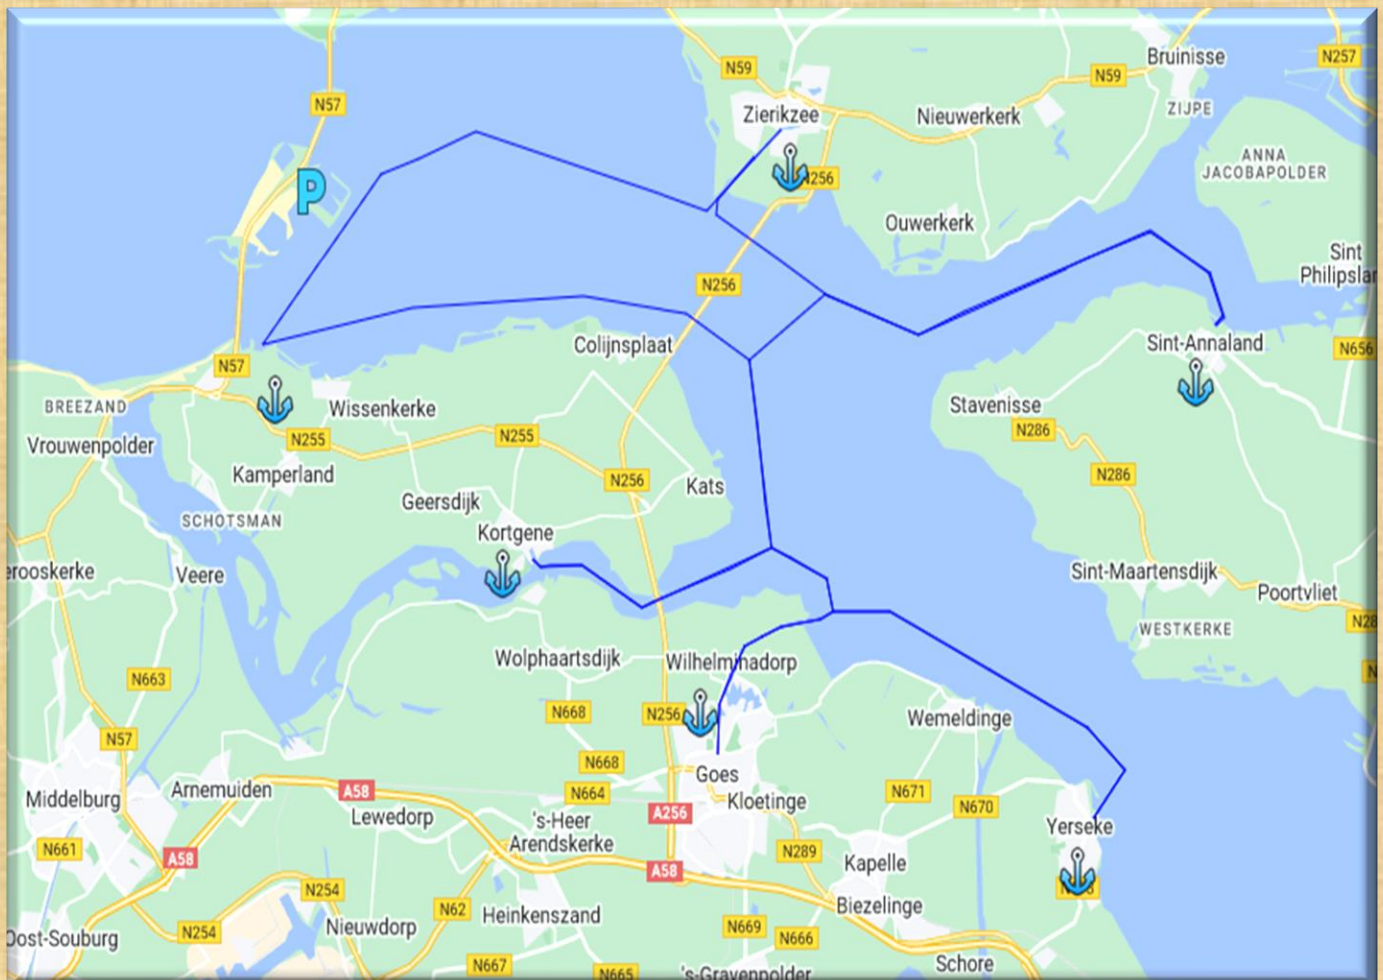 Bruinisse
N257
N59
N59
N57
ZIJPE
Zierikzee
Nieuwerkerk
ANNA
JACOBAPOLDER
P
N256
Ouwerkerk
Sint
Philipslan
N256
Colijnsplaat
Sint-Annaland
N656
N57
BREEZAND
Wissenkerke
Stavenisse
N286
Vrouwenpolder
N255
N255
Kamperland
N256
Kats
N286
Geersdijk
SCHOTSMAN
Kortgene
erooskerke
Veere
Sint-Maartensdijk
Poortvliet
N28
WESTKERKE
Wolphaartsdijk
Wilhelminadorp
N
N663
N668
N256
Wemeldinge
N57
N668
Goes
Arnemuiden
A58
N664
Kloetinge
N671
N670
Middelburg
Lewedorp
's-Heer
Arendskerke
A256
Yerseke
N661
A58
A58
N289
Kapelle
N254
N62
Biezelinge
Heinkenszand
Nieuwdorp
N254
Oost-Souburg
N669
N666
N667
N665
's-Gravenpolder
Schore